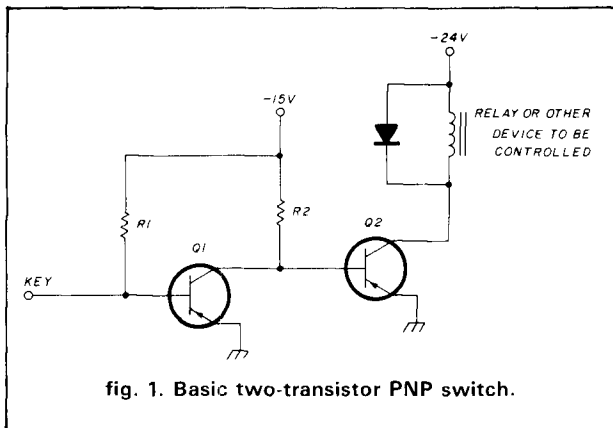 -24V
-15V
RELAY OR OTHER
DEVICE TO BE
CONTROLLED
R1
R2
Q1
Q2
KEY
fig. 1. Basic two-transistor PNP switch.